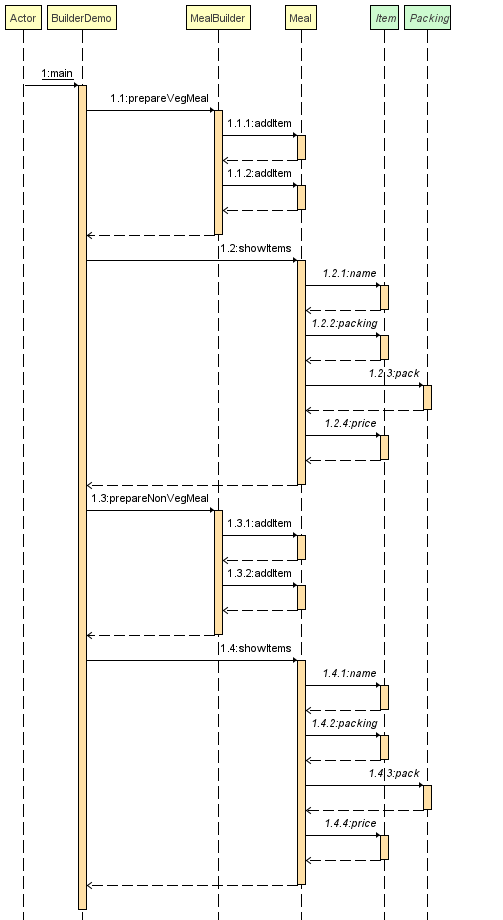 Actor BuilderDemo MealBuilder Meal Item Packing
1:main
1.1:prepareVegMeal
1.1.1:addItem
1.1.2:addItem
1.2:showItems
1.2.1:name
1.2.2:packing
1.2.3:pack
1.2.4:price
1.3:prepareNonVegMeal
1.3.1:addItem
1.3.2:addItem
1.4:showItems
1.4.1:name
1.4.2:packing
1.4.3:pack
1.4.4:price